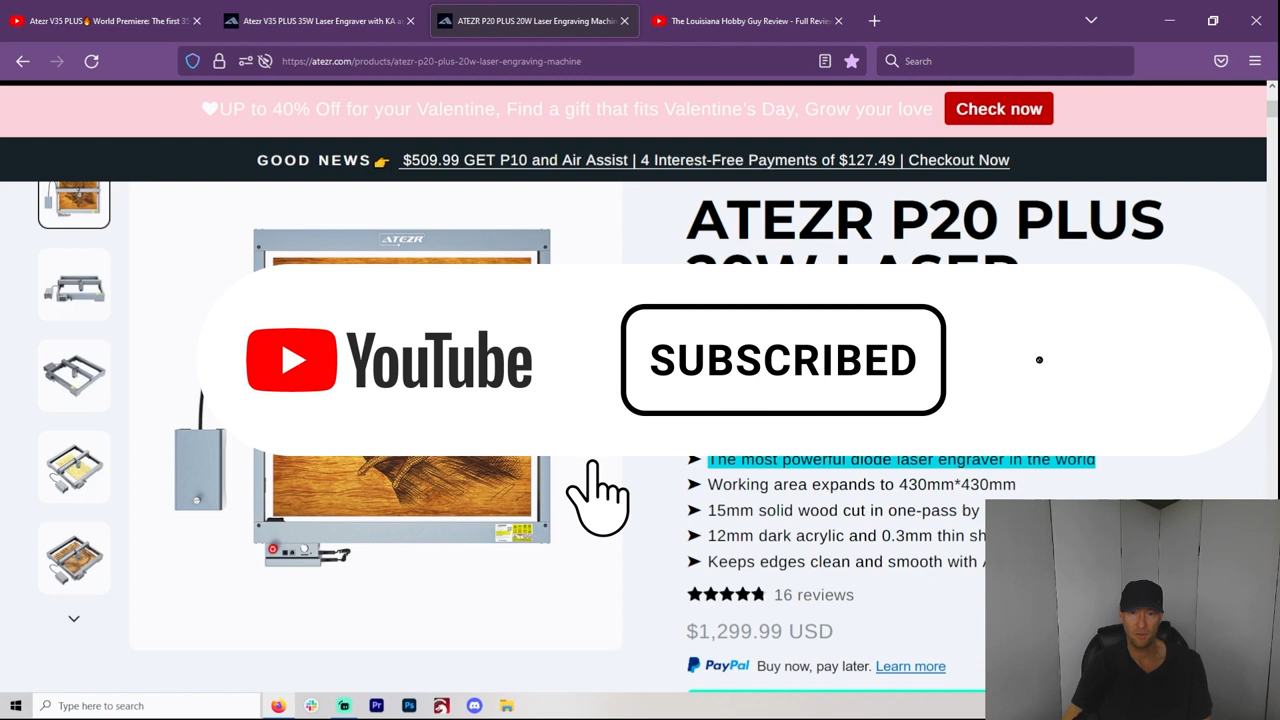 Atezr V35 PLUS🔥 World Premiere: The first 35
Atezr V35 PLUS 35W Laser Engraver with KA a
ATEZR P20 PLUS 20W Laser Engraving Machin
The Louisiana Hobby Guy Review - Full Review
https://atezr.com/products/atezr-p20-plus-20w-laser-engraving-machine
Search
UP to 40% Off for your Valentine, Find a gift that fits Valentine's Day, Grow your love
Check now
GOOD NEWS👉 $509.99 GET P10 and Air Assist | 4 Interest-Free Payments of $127.49 | Checkout Now
ATEZR
ATEZR P20 PLUS
20W LASER
YouTube
SUBSCRIBED
➤ The most powerful diode laser engraver in the world
➤ Working area expands to 430mm*430mm
➤ 15mm solid wood cut in one-pass by
➤ 12mm dark acrylic and 0.3mm thin sh
➤ Keeps edges clean and smooth with A
16 reviews
$1,299.99 USD
PayPal Buy now, pay later. Learn more
Type here to search